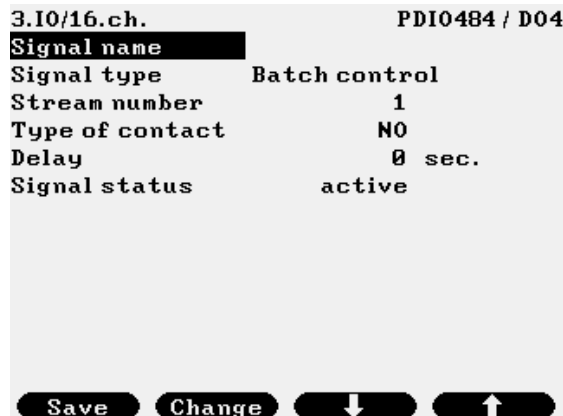 3.IO/16.ch. PDIO484 / DO4
Signal name
Signal type Batch control
Stream number 1
Type of contact NO
Delay 0 sec.
Signal status active
Save Change ↓ ↑